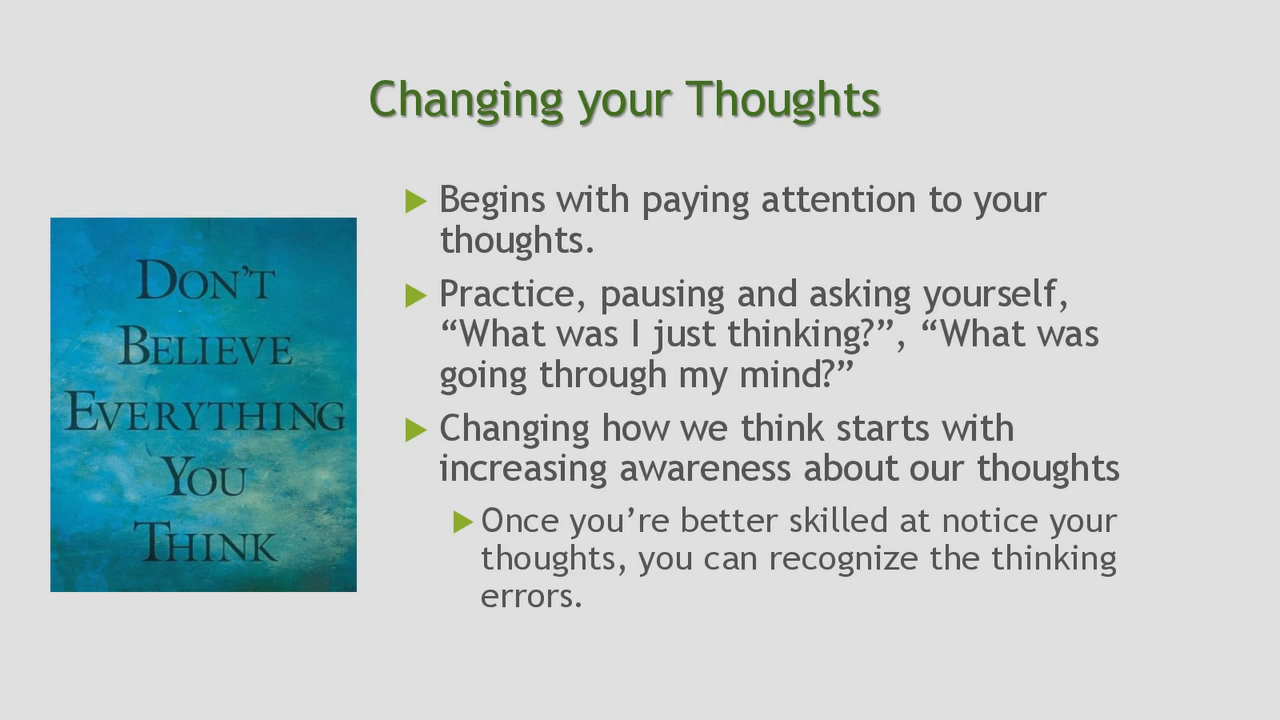 Changing your Thoughts
DON'T
BELIEVE
EVERYTHING
YOU
THINK
Begins with paying attention to your
thoughts.
Practice, pausing and asking yourself,
“What was I just thinking?”, “What was
going through my mind?”
Changing how we think starts with
increasing awareness about our thoughts
Once you’re better skilled at notice your
thoughts, you can recognize the thinking
errors.